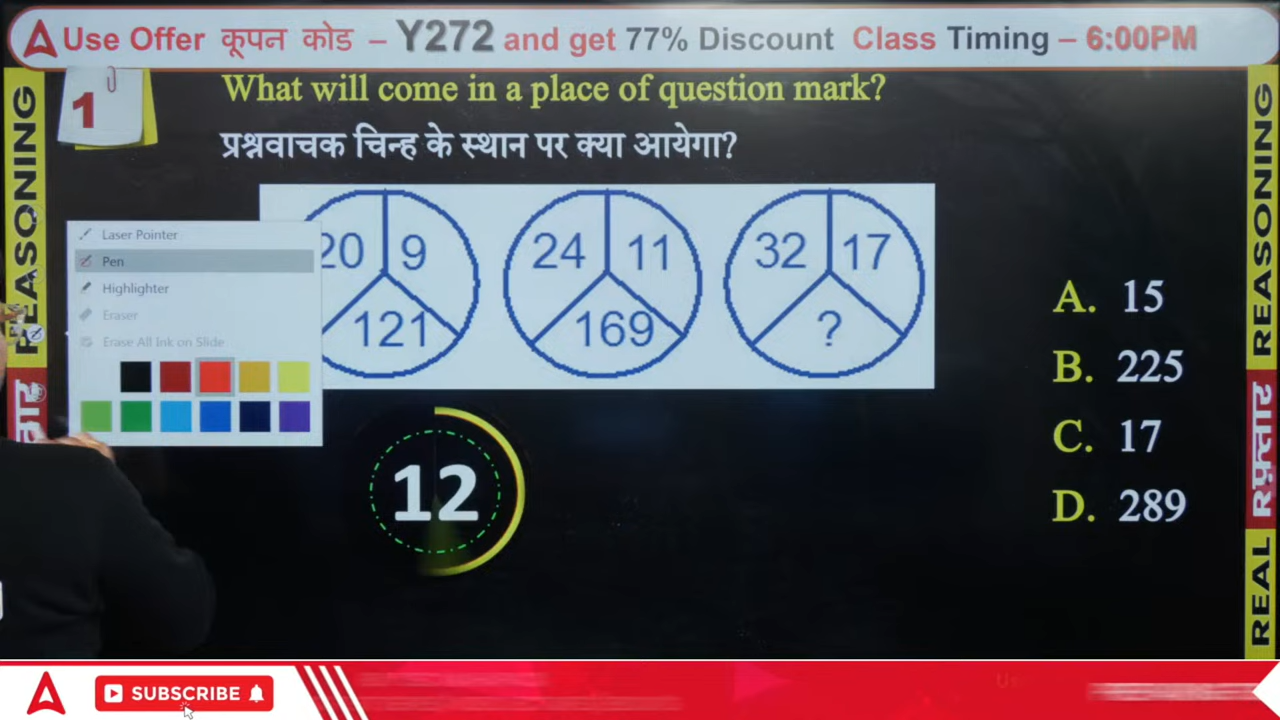 Use Offer कूपन कोड – Y272 and get 77% Discount Class Timing – 6:00PM
1
What will come in a place of question mark?
प्रश्नवाचक चिन्ह के स्थान पर क्या आयेगा?
REASONING
REASONING
Laser Pointer
Pen
Highlighter
Eraser
Erase All Ink on Slide
20 9
121
24 11
169
32 17
?
A. 15
B. 225
C. 17
D. 289
12
REAL रफ़्तार
SUBSCRIBE